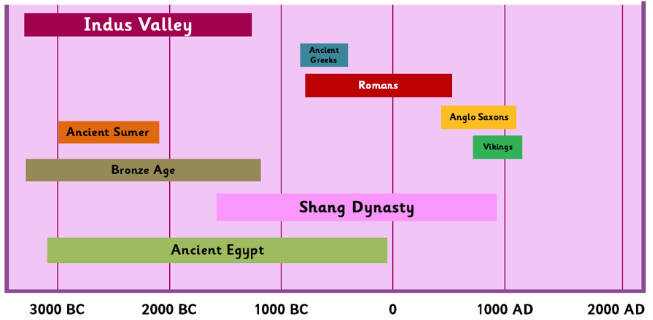 Indus Valley
Ancient
Greeks
Romans
Anglo Saxons
Ancient Sumer
Vikings
Bronze Age
Shang Dynasty
Ancient Egypt
3000 BC 2000 BC 1000 BC 0 1000 AD 2000 AD